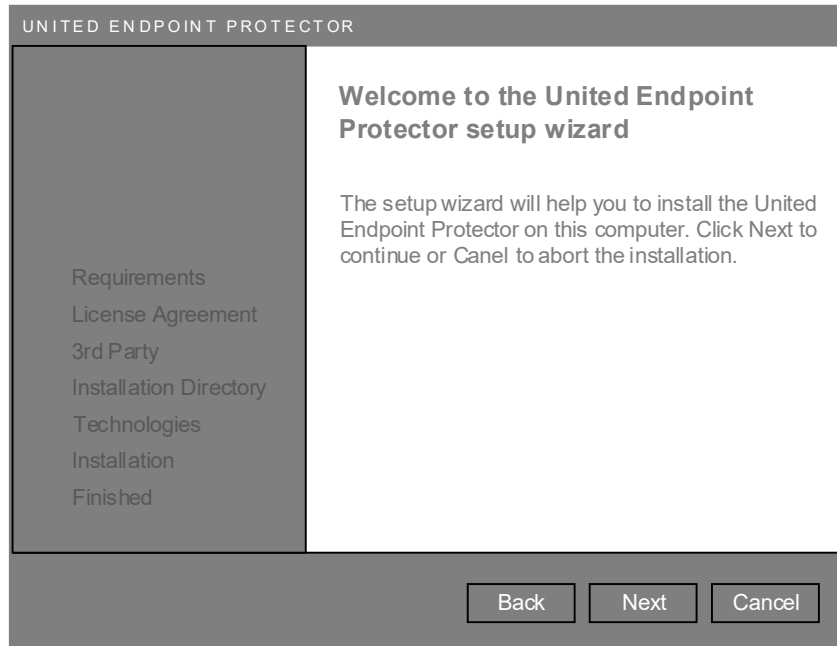 UNITED ENDPOINT PROTECTOR
Welcome to the United Endpoint
Protector setup wizard
The setup wizard will help you to install the United
Endpoint Protector on this computer. Click Next to
continue or Canel to abort the installation.
Requirements
License Agreement
3rd Party
Installation Directory
Technologies
Installation
Finished
Back
Next
Cancel